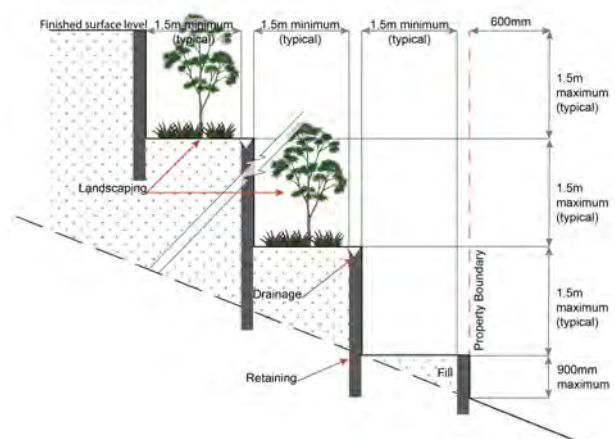 Finished surface level
1.5m minimum
(typical)
1.5m minimum
(typical)
1.5m minimum
(typical)
600mm
1.5m
maximum
(typical)
Landscaping
1.5m
maximum
(typical)
Drainage
Property Boundary
1.5m
maximum
(typical)
Retaining
Fill
900mm
maximum